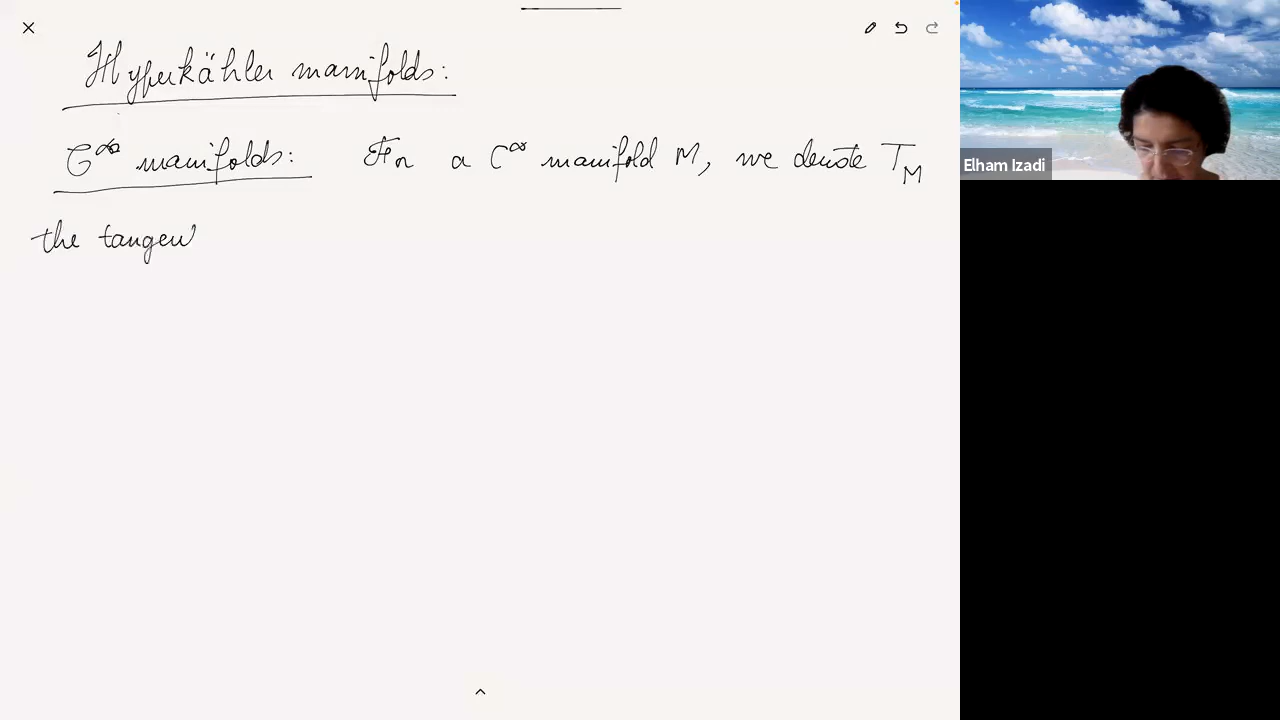 Hyperkähler manifolds:
C∞ manifolds: For a C∞ manifold M, we denote T_M
the tangen
Elham Izadi